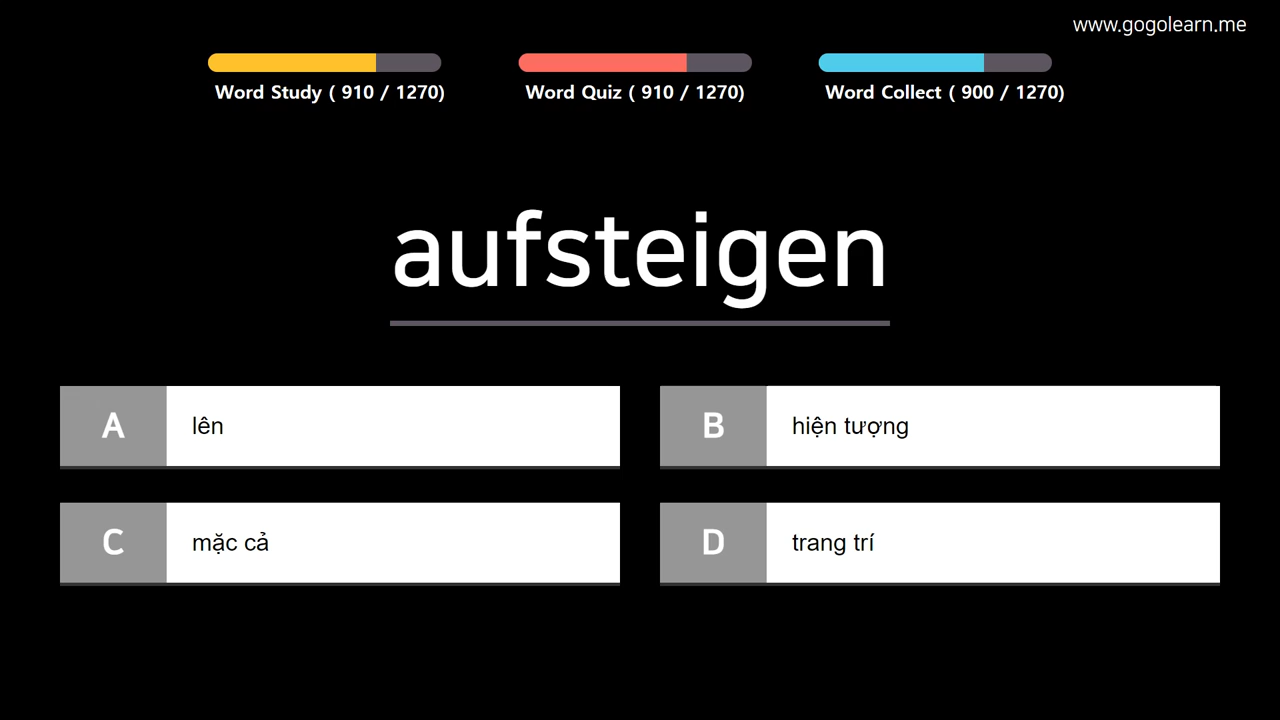 www.gogolearn.me
Word Study ( 910 / 1270)
Word Quiz ( 910 / 1270)
Word Collect ( 900 / 1270)
aufsteigen
A lên
B hiện tượng
C mặc cả
D trang trí